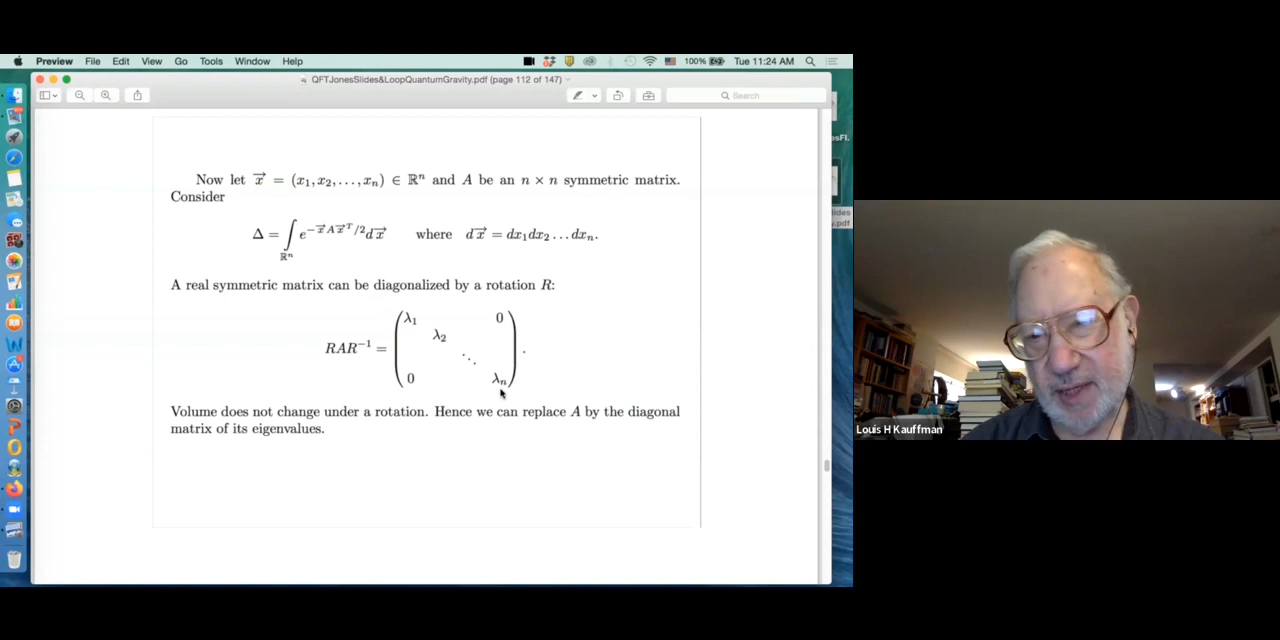 Preview File Edit View Go Tools Window Help 100% Tue 11:24 AM
QFTJonesSlides&LoopQuantumGravity.pdf (page 112 of 147)
Search
Now let x⃗ = (x₁, x₂, . . . , xₙ) ∈ ℝⁿ and A be an n × n symmetric matrix.
Consider
Δ = ∫_{ℝⁿ} e^{−x⃗Ax⃗ᵀ/2} dx⃗ where dx⃗ = dx₁dx₂ . . . dxₙ.
A real symmetric matrix can be diagonalized by a rotation R:
λ₁ 0
λ₂
RAR⁻¹ = ⋱ .
0 λₙ
Volume does not change under a rotation. Hence we can replace A by the diagonal
matrix of its eigenvalues.
esFl.
lides
y.pdf
Louis H Kauffman